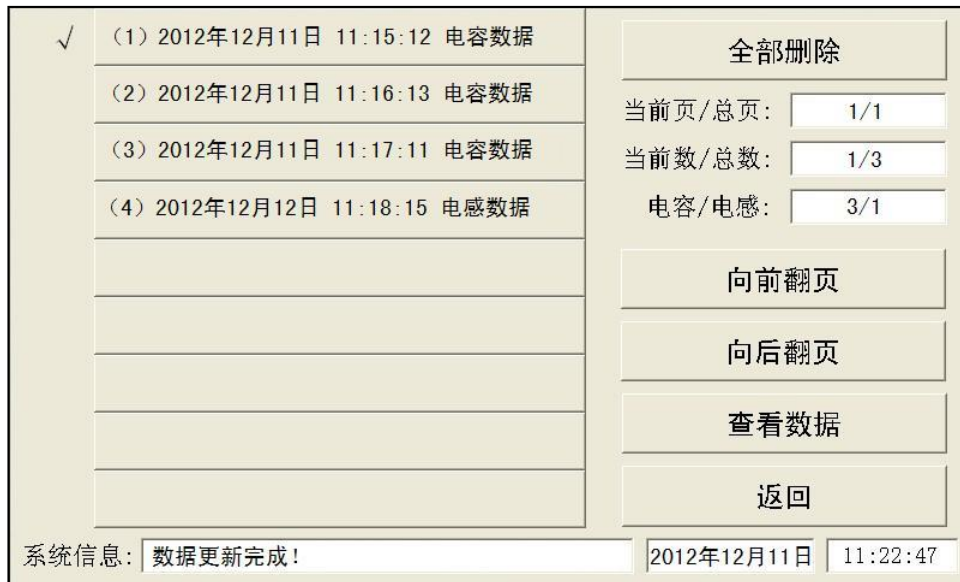 √ (1) 2012年12月11日 11:15:12 电容数据
(2) 2012年12月11日 11:16:13 电容数据
(3) 2012年12月11日 11:17:11 电容数据
(4) 2012年12月12日 11:18:15 电感数据
全部删除
当前页/总页: 1/1
当前数/总数: 1/3
电容/电感: 3/1
向前翻页
向后翻页
查看数据
返回
系统信息: 数据更新完成! 2012年12月11日 11:22:47